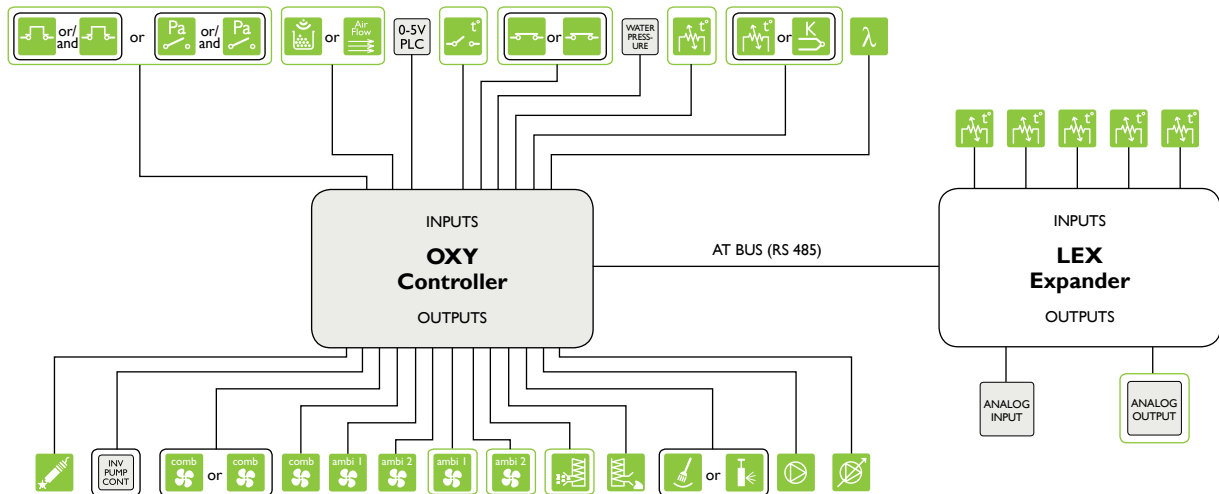 or/
and
or
Pa
or/
and
Pa
or
Air
Flow
0-5V
PLC
t°
or
WATER
PRESS-
URE
t°
t°
or
K
λ
t°
t°
t°
t°
t°
INPUTS
OXY
Controller
OUTPUTS
AT BUS (RS 485)
INPUTS
LEX
Expander
OUTPUTS
ANALOG
INPUT
ANALOG
OUTPUT
INV
PUMP
CONT
comb
or
comb
comb
ambi 1
ambi 2
ambi 1
ambi 2
or